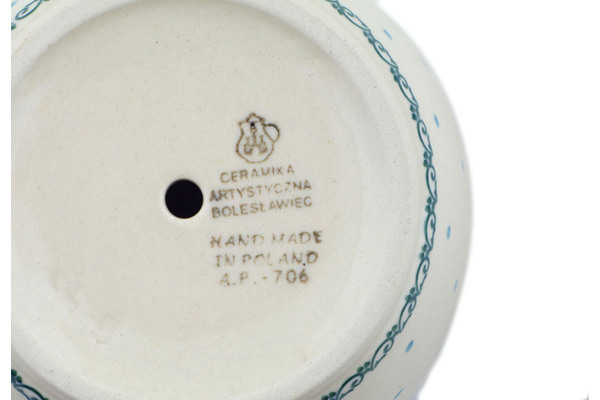 CERAMIKA
ARTYSTYCZNA
BOLESŁAWIEC
HAND MADE
IN POLAND
A.P.-706